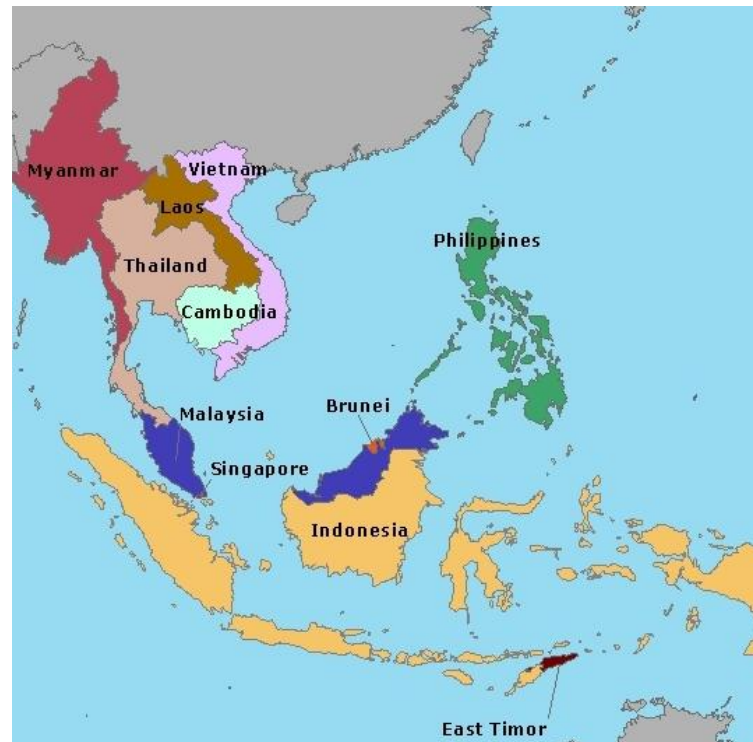 Myanmar
Vietnam
Laos
Philippines
Thailand
Cambodia
Brunei
Malaysia
Singapore
Indonesia
East Timor